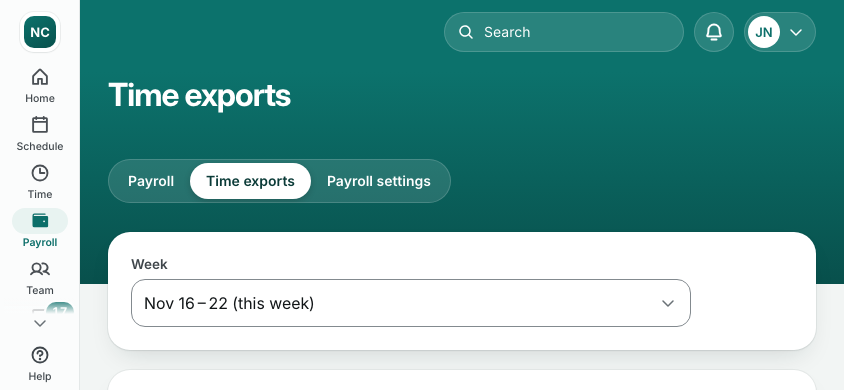 NC
Home
Schedule
Time
Payroll
Team
17
Help
Search
JN
Time exports
Payroll
Time exports
Payroll settings
Week
Nov 16 – 22 (this week)